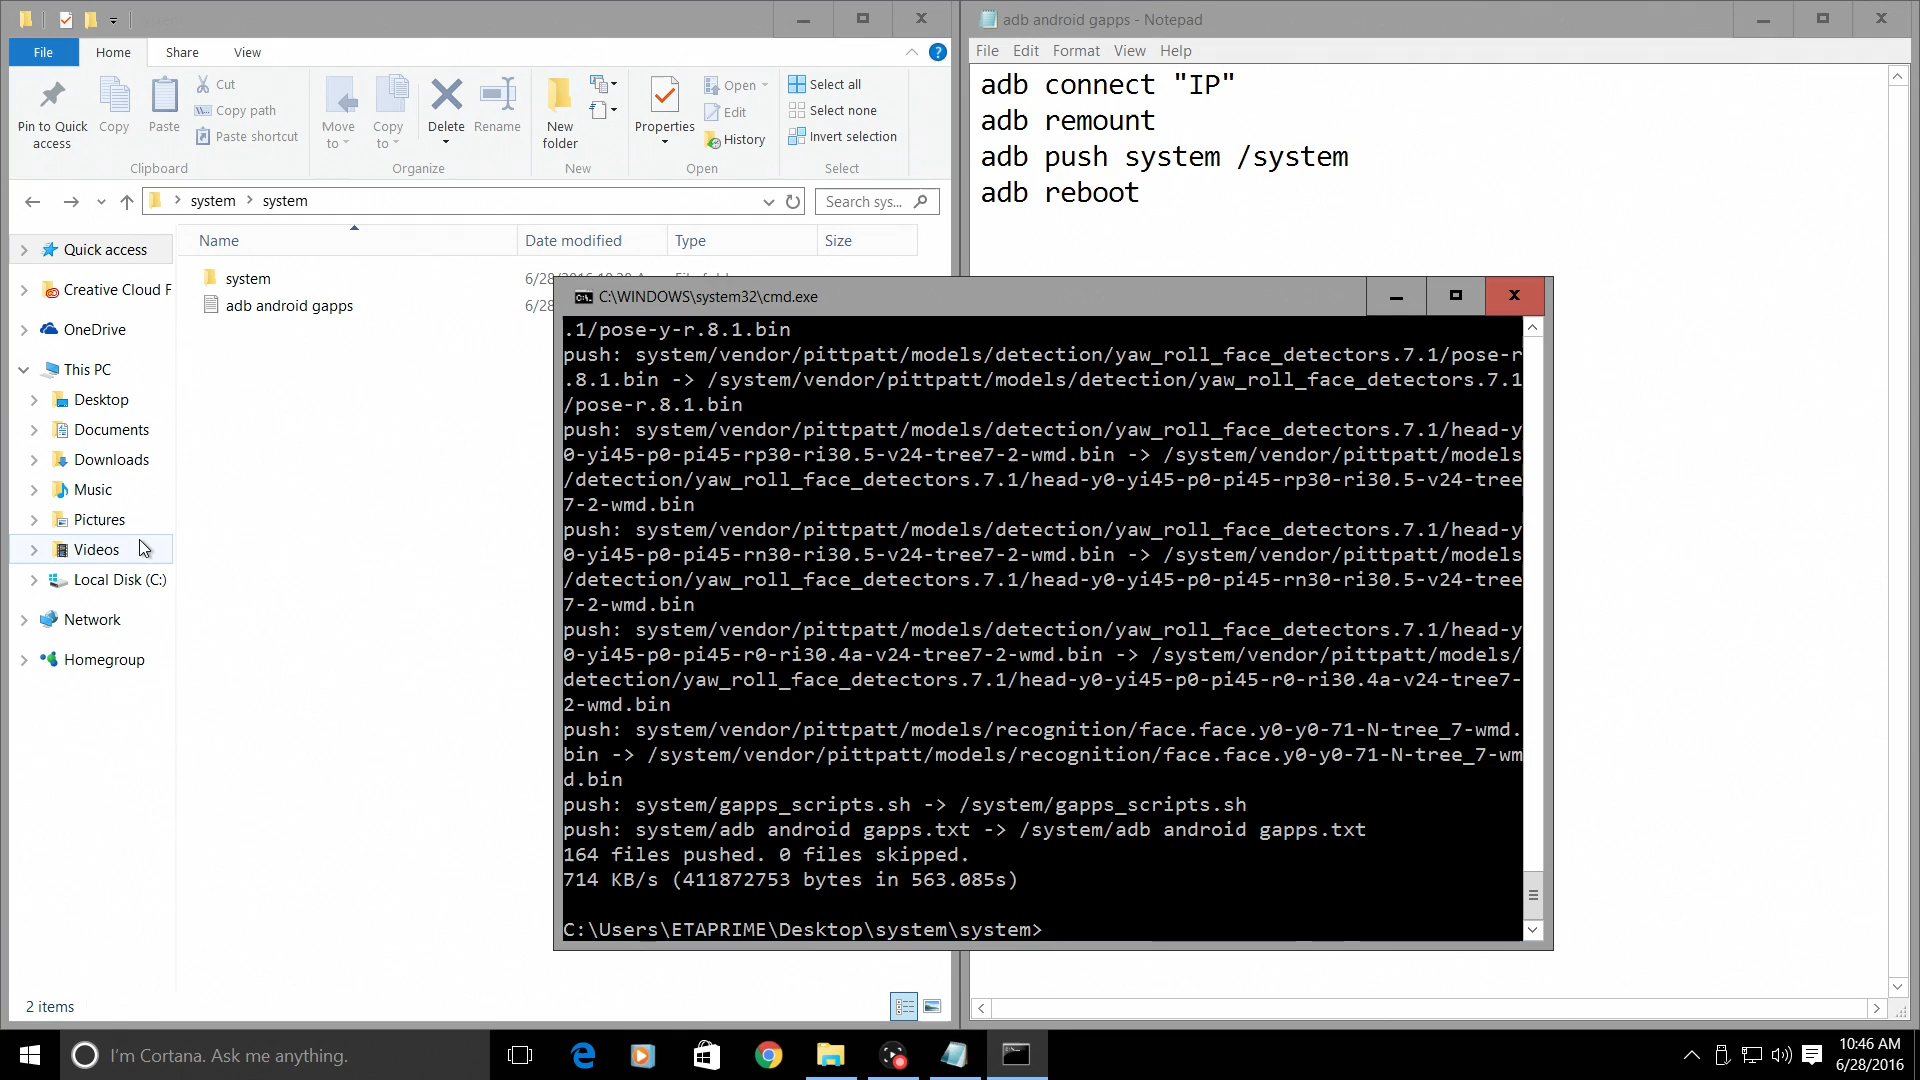 File
Home
Share
View
Pin to Quick access
Copy
Paste
Cut
Copy path
Paste shortcut
Clipboard
Move to
Copy to
Delete
Rename
Organize
New folder
New
Properties
Open
Edit
History
Open
Select all
Select none
Invert selection
Select
system
system
Search sys...
Name
Date modified
Type
Size
Quick access
Creative Cloud F
OneDrive
This PC
Desktop
Documents
Downloads
Music
Pictures
Videos
Local Disk (C:)
Network
Homegroup
system
6/28/2016 10:
adb android gapps
6/28
2 items
adb android gapps - Notepad
File
Edit
Format
View
Help
adb connect "IP"
adb remount
adb push system /system
adb reboot
C:\WINDOWS\system32\cmd.exe
.1/pose-y-r.8.1.bin
push: system/vendor/pittpatt/models/detection/yaw_roll_face_detectors.7.1/pose-r
.8.1.bin -> /system/vendor/pittpatt/models/detection/yaw_roll_face_detectors.7.1
/pose-r.8.1.bin
push: system/vendor/pittpatt/models/detection/yaw_roll_face_detectors.7.1/head-y
0-yi45-p0-pi45-rp30-ri30.5-v24-tree7-2-wmd.bin -> /system/vendor/pittpatt/models
/detection/yaw_roll_face_detectors.7.1/head-y0-yi45-p0-pi45-rp30-ri30.5-v24-tree
7-2-wmd.bin
push: system/vendor/pittpatt/models/detection/yaw_roll_face_detectors.7.1/head-y
0-yi45-p0-pi45-rn30-ri30.5-v24-tree7-2-wmd.bin -> /system/vendor/pittpatt/models
/detection/yaw_roll_face_detectors.7.1/head-y0-yi45-p0-pi45-rn30-ri30.5-v24-tree
7-2-wmd.bin
push: system/vendor/pittpatt/models/detection/yaw_roll_face_detectors.7.1/head-y
0-yi45-p0-pi45-r0-ri30.4a-v24-tree7-2-wmd.bin -> /system/vendor/pittpatt/models/
detection/yaw_roll_face_detectors.7.1/head-y0-yi45-p0-pi45-r0-ri30.4a-v24-tree7-
2-wmd.bin
push: system/vendor/pittpatt/models/recognition/face.face.y0-y0-71-N-tree_7-wmd.
bin -> /system/vendor/pittpatt/models/recognition/face.face.y0-y0-71-N-tree_7-wm
d.bin
push: system/gapps_scripts.sh -> /system/gapps_scripts.sh
push: system/adb android gapps.txt -> /system/adb android gapps.txt
164 files pushed. 0 files skipped.
714 KB/s (411872753 bytes in 563.085s)
C:\Users\ETAPRIME\Desktop\system\system>
I'm Cortana. Ask me anything.
10:46 AM
6/28/2016